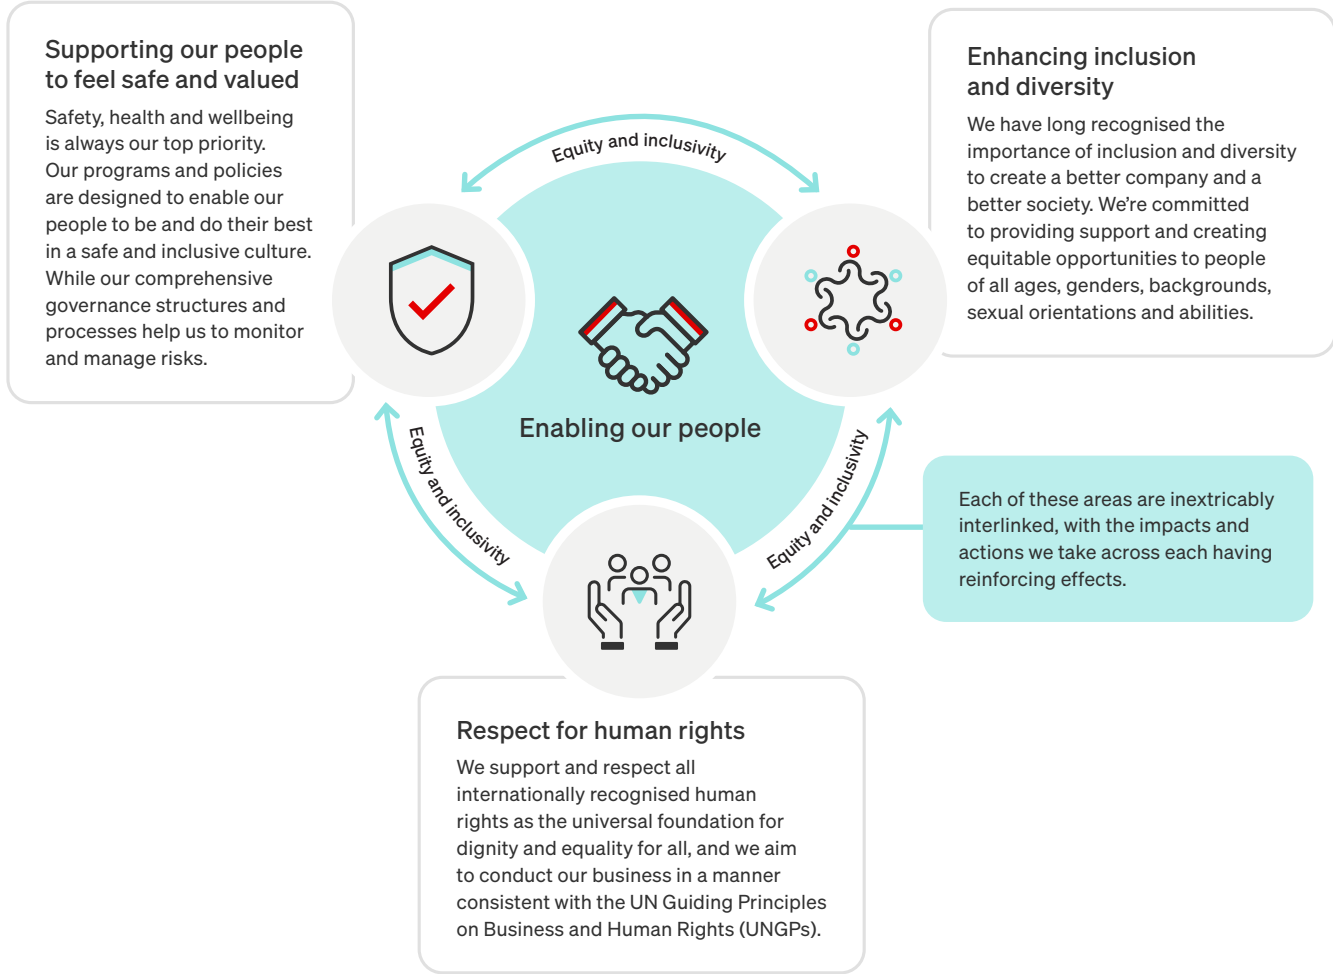 Supporting our people
to feel safe and valued
Safety, health and wellbeing
is always our top priority.
Our programs and policies
are designed to enable our
people to be and do their best
in a safe and inclusive culture.
While our comprehensive
governance structures and
processes help us to monitor
and manage risks.
Equity and inclusivity
Enhancing inclusion
and diversity
We have long recognised the
importance of inclusion and diversity
to create a better company and a
better society. We’re committed
to providing support and creating
equitable opportunities to people
of all ages, genders, backgrounds,
sexual orientations and abilities.
Enabling our people
Equity and inclusivity
Equity and inclusivity
Each of these areas are inextricably
interlinked, with the impacts and
actions we take across each having
reinforcing effects.
Respect for human rights
We support and respect all
internationally recognised human
rights as the universal foundation for
dignity and equality for all, and we aim
to conduct our business in a manner
consistent with the UN Guiding Principles
on Business and Human Rights (UNGPs).